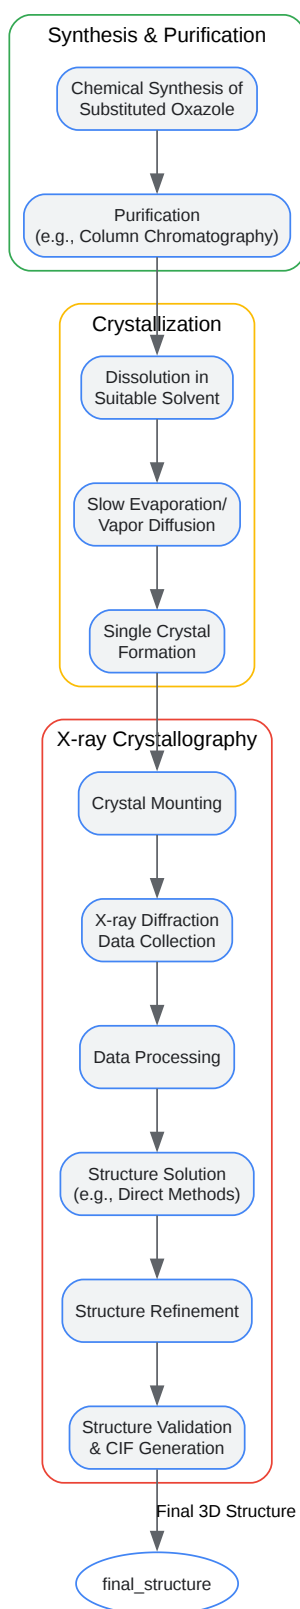 Synthesis & Purification
Chemical Synthesis of
Substituted Oxazole
Purification
(e.g., Column Chromatography)
Crystallization
Dissolution in
Suitable Solvent
Slow Evaporation/
Vapor Diffusion
Single Crystal
Formation
X-ray Crystallography
Crystal Mounting
X-ray Diffraction
Data Collection
Data Processing
Structure Solution
(e.g., Direct Methods)
Structure Refinement
Structure Validation
& CIF Generation
Final 3D Structure
final_structure